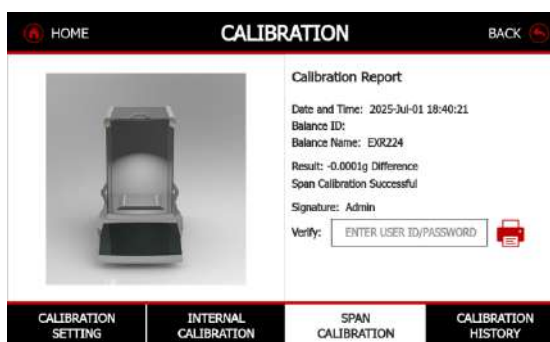 HOME
CALIBRATION
BACK
Calibration Report
Date and Time: 2025-Jul-01 18:40:21
Balance ID:
Balance Name: EXR224
Result: -0.0001g Difference
Span Calibration Successful
Signature: Admin
Verify: ENTER USER ID/PASSWORD
CALIBRATION
SETTING
INTERNAL
CALIBRATION
SPAN
CALIBRATION
CALIBRATION
HISTORY